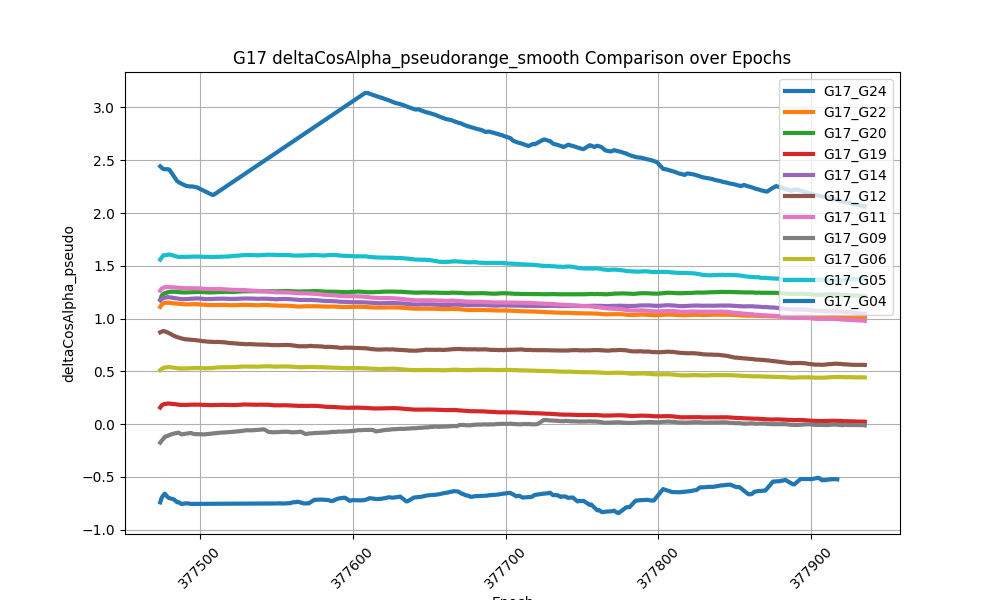 G17 deltaCosAlpha_pseudorange_smooth Comparison over Epochs
deltaCosAlpha_pseudo
3.0
2.5
2.0
1.5
1.0
0.5
0.0
−0.5
−1.0
377500
377600
377700
377800
377900
Epoch
G17_G24
G17_G22
G17_G20
G17_G19
G17_G14
G17_G12
G17_G11
G17_G09
G17_G06
G17_G05
G17_G04